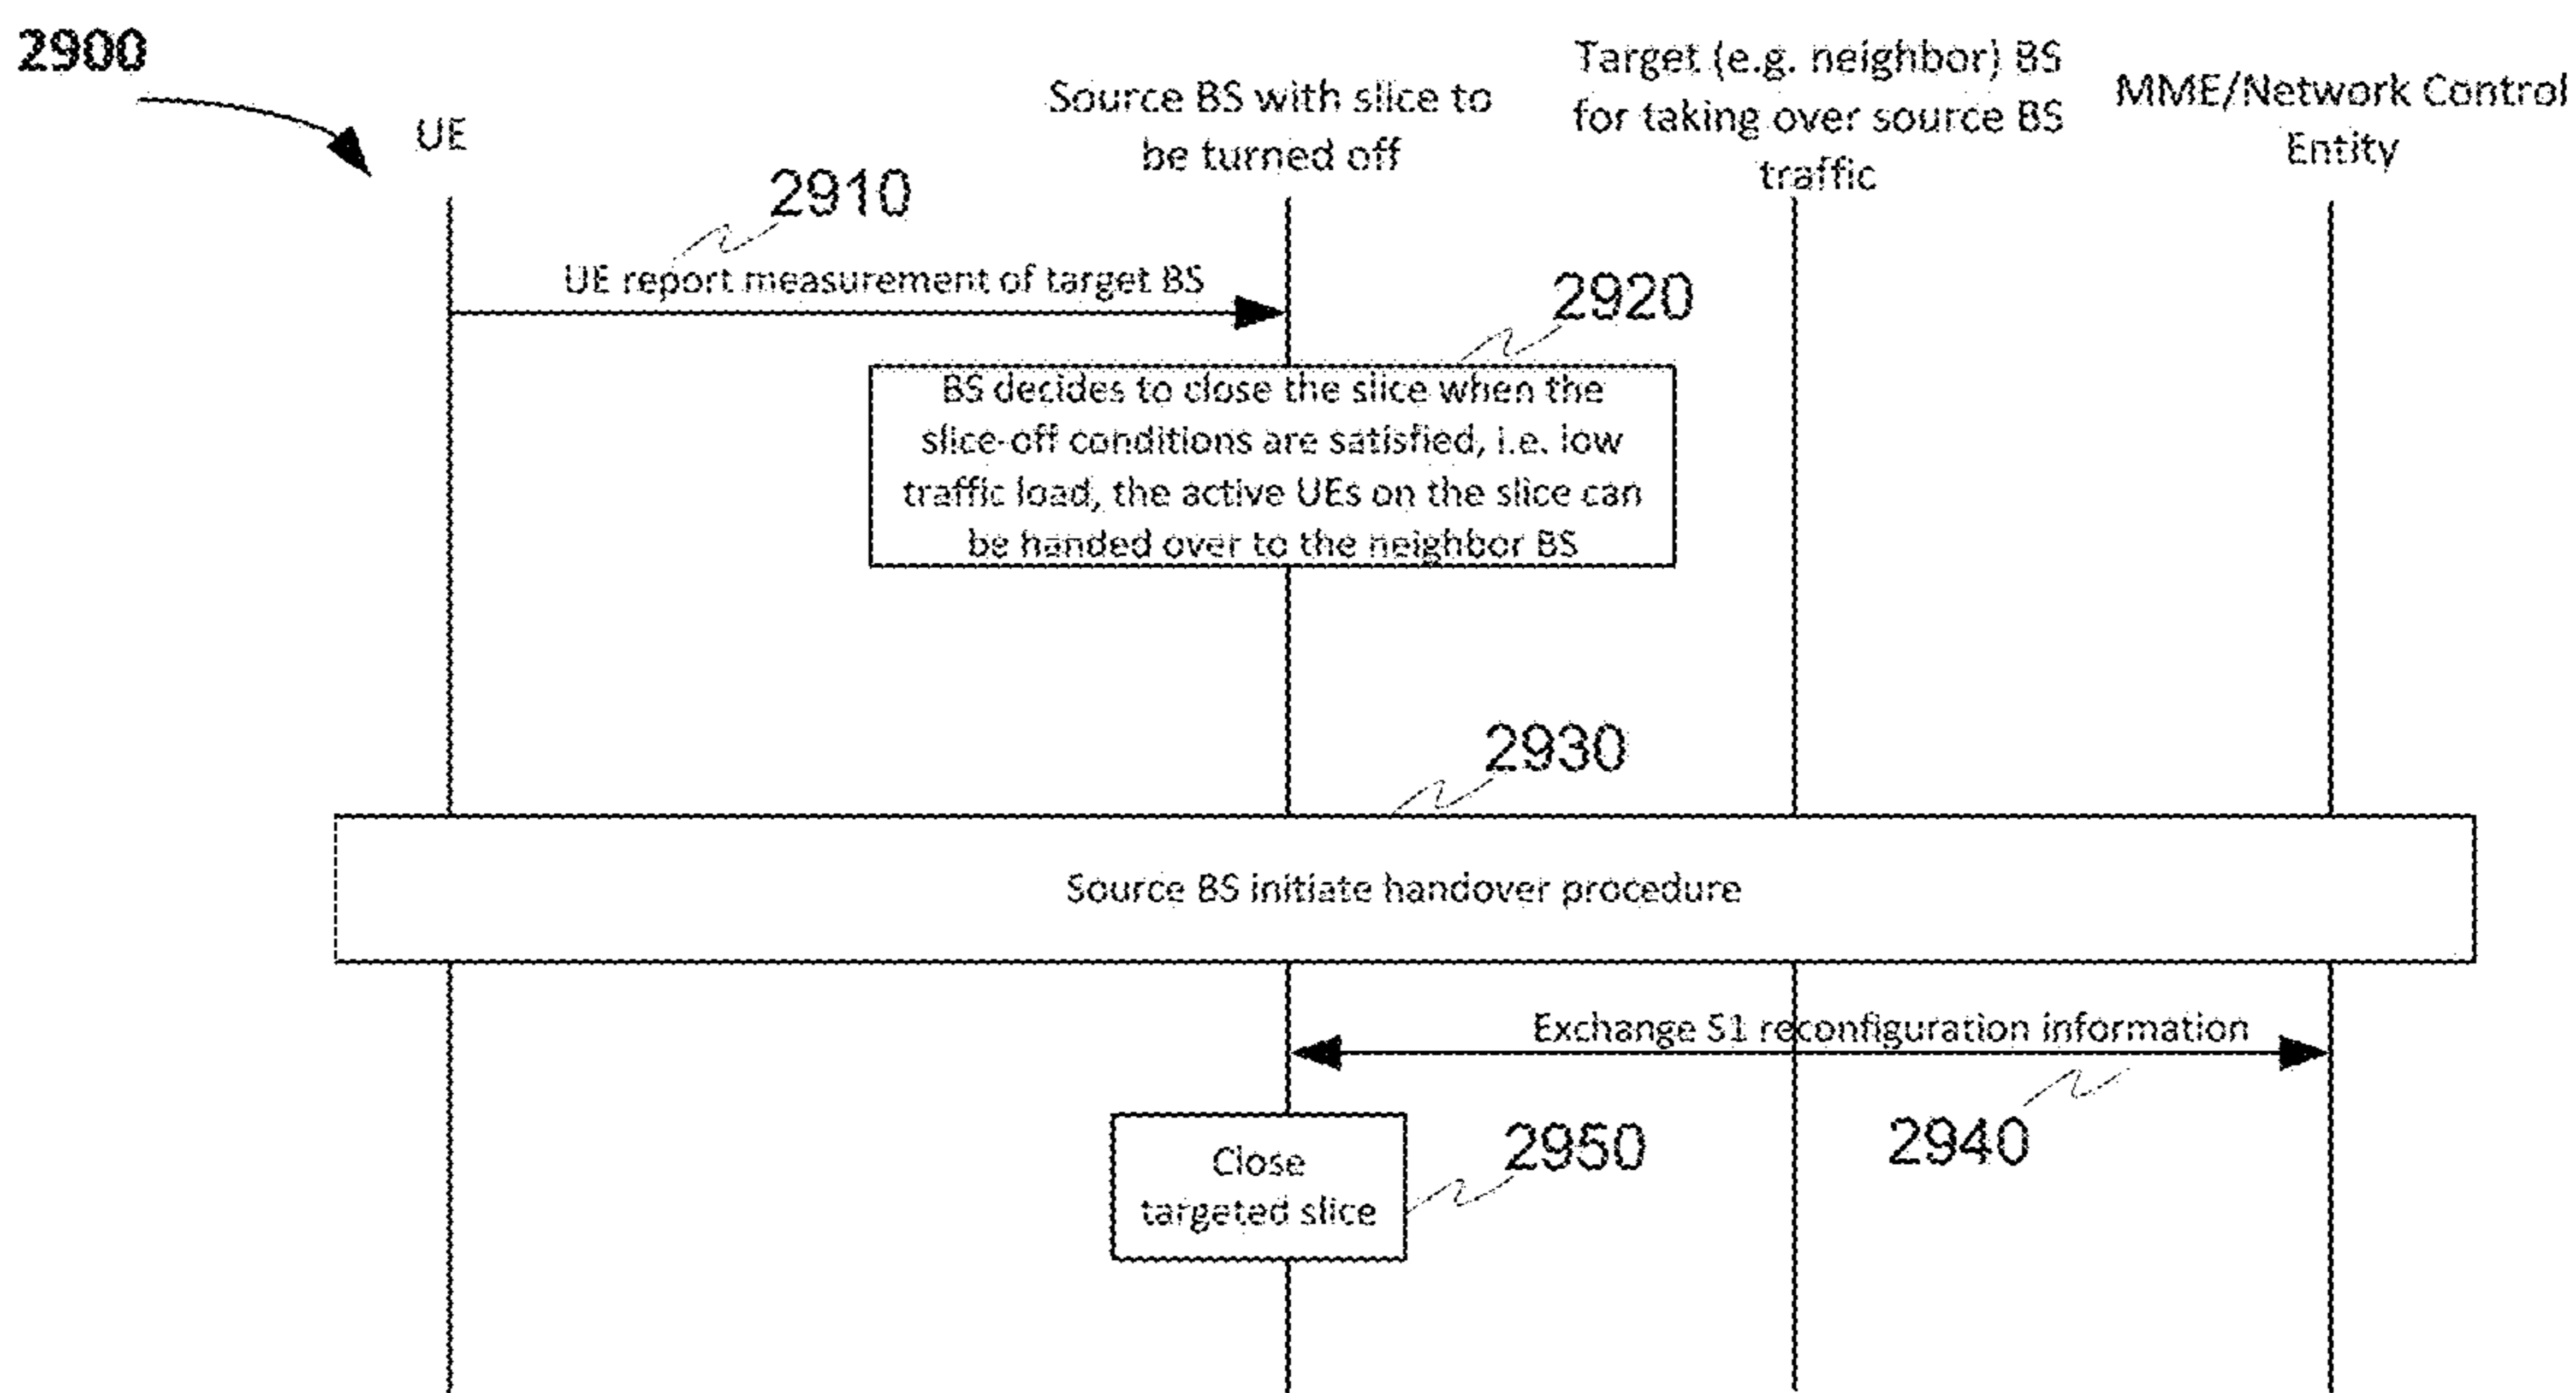 2900
UE
Source BS with slice to
be turned off
Target (e.g. neighbor) BS
for taking over source BS
traffic
MME/Network Control
Entity
2910
UE report measurement of target BS
2920
BS decides to close the slice when the
slice-off conditions are satisfied, i.e. low
traffic load, the active UEs on the slice can
be handed over to the neighbor BS
2930
Source BS initiate handover procedure
Exchange S1 reconfiguration information
2940
Close
targeted slice
2950